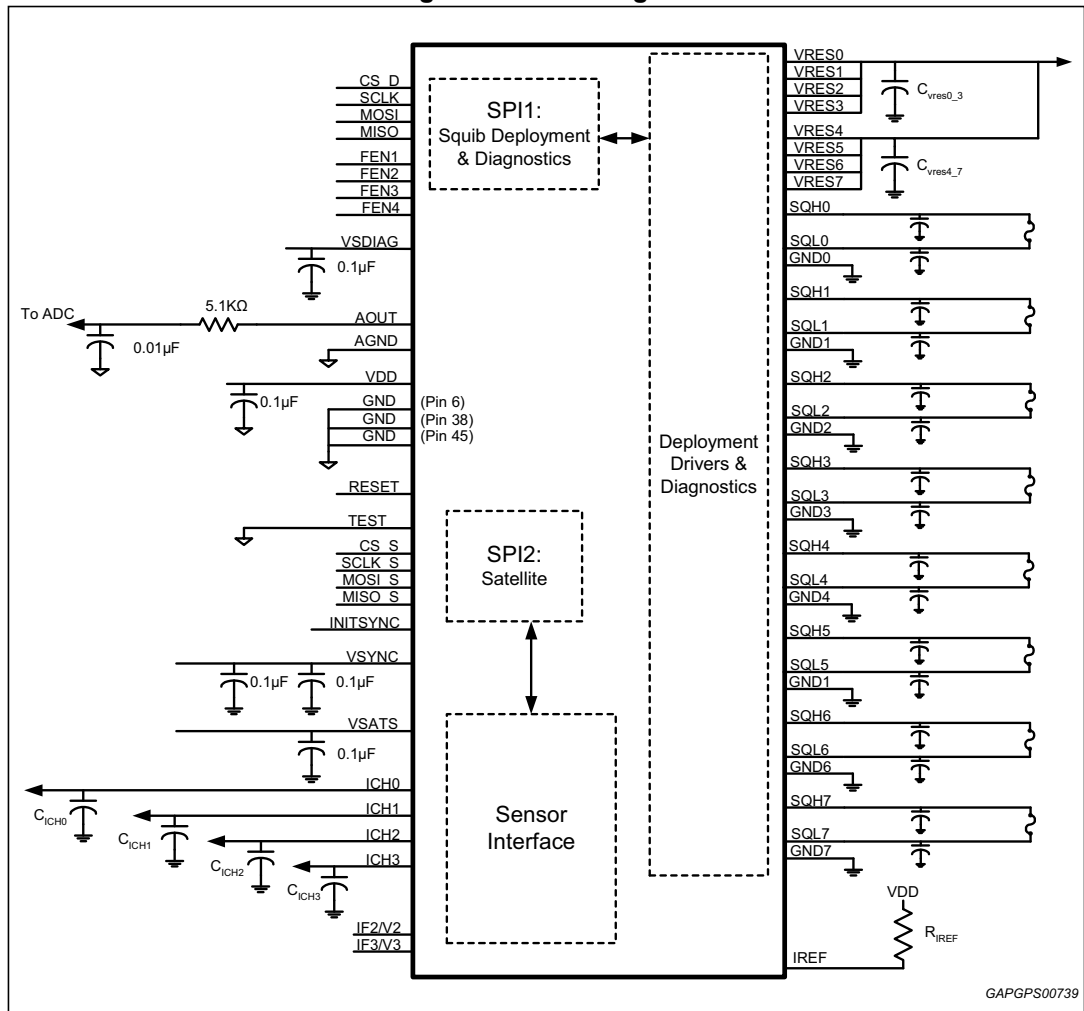 CS_D
SCLK
MOSI
MISO
FEN1
FEN2
FEN3
FEN4
VSDIAG
0.1µF
To ADC
5.1KΩ
AOUT
0.01µF
AGND
VDD
0.1µF
GND (Pin 6)
GND (Pin 38)
GND (Pin 45)
RESET
TEST
CS_S
SCLK_S
MOSI_S
MISO_S
INITSYNC
VSYNC
0.1µF 0.1µF
VSATS
0.1µF
ICH0
CICH0
ICH1
CICH1
ICH2
CICH2
ICH3
CICH3
IF2/V2
IF3/V3
SPI1:
Squib Deployment
& Diagnostics
SPI2:
Satellite
Sensor
Interface
Deployment
Drivers &
Diagnostics
VRES0
VRES1
VRES2
VRES3
Cvres0_3
VRES4
VRES5
VRES6
VRES7
Cvres4_7
SQH0
SQL0
GND0
SQH1
SQL1
GND1
SQH2
SQL2
GND2
SQH3
SQL3
GND3
SQH4
SQL4
GND4
SQH5
SQL5
GND1
SQH6
SQL6
GND6
SQH7
SQL7
GND7
VDD
RIREF
IREF
GAPGPS00739